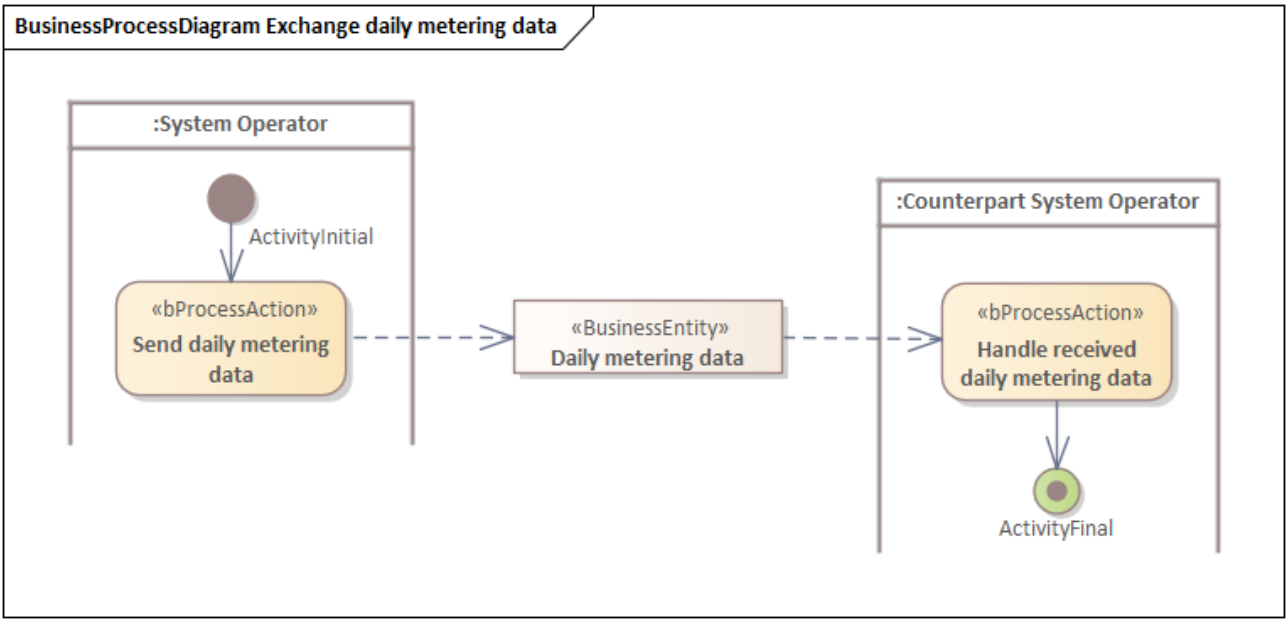 BusinessProcessDiagram Exchange daily metering data
:System Operator
ActivityInitial
«bProcessAction»
Send daily metering
data
«BusinessEntity»
Daily metering data
:Counterpart System Operator
«bProcessAction»
Handle received
daily metering data
ActivityFinal